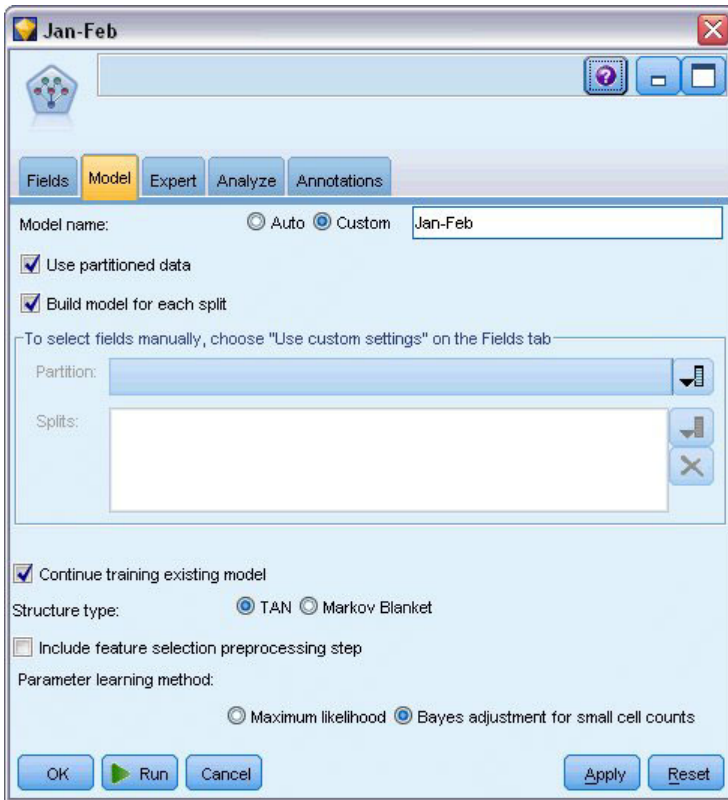 Jan-Feb
Fields Model Expert Analyze Annotations
Model name: Auto Custom Jan-Feb
Use partitioned data
Build model for each split
To select fields manually, choose "Use custom settings" on the Fields tab
Partition:
Splits:
Continue training existing model
Structure type: TAN Markov Blanket
Include feature selection preprocessing step
Parameter learning method:
Maximum likelihood Bayes adjustment for small cell counts
OK Run Cancel Apply Reset